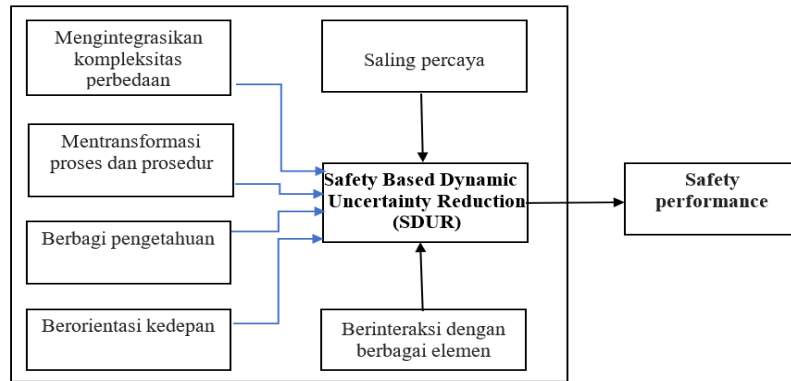 Mengintegrasikan
kompleksitas
perbedaan
Saling percaya
Mentransformasi
proses dan prosedur
Safety Based Dynamic
Uncertainty Reduction
(SDUR)
Safety
performance
Berbagi pengetahuan
Berorientasi kedepan
Berinteraksi dengan
berbagai elemen